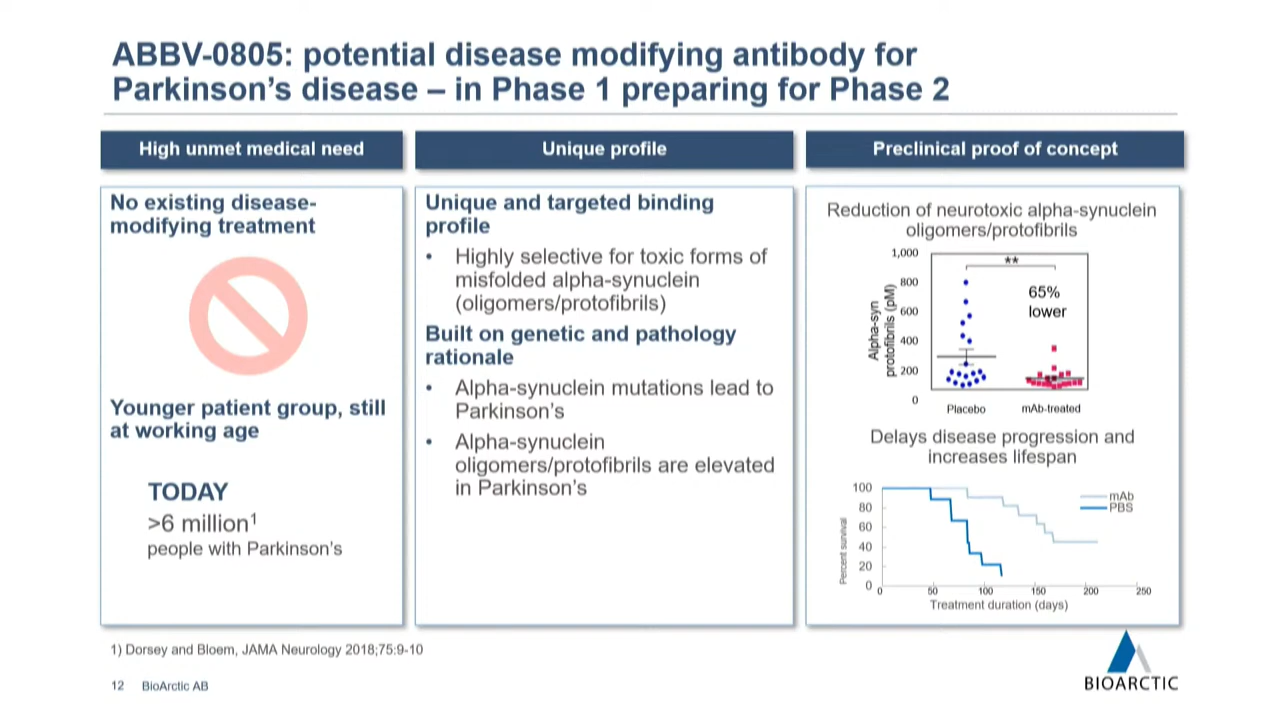 ABBV-0805: potential disease modifying antibody for
Parkinson's disease – in Phase 1 preparing for Phase 2
High unmet medical need
No existing disease-
modifying treatment
Younger patient group, still
at working age
TODAY
>6 million¹
people with Parkinson's
Unique profile
Unique and targeted binding
profile
• Highly selective for toxic forms of
misfolded alpha-synuclein
(oligomers/protofibrils)
Built on genetic and pathology
rationale
• Alpha-synuclein mutations lead to
Parkinson's
• Alpha-synuclein
oligomers/protofibrils are elevated
in Parkinson's
Preclinical proof of concept
Reduction of neurotoxic alpha-synuclein
oligomers/protofibrils
Alpha-syn
protofibrils (pM)
1,000
800
600
400
200
0
**
65%
lower
Placebo
mAb-treated
Delays disease progression and
increases lifespan
Percent survival
100
80
60
40
20
0
mAb
PBS
0 50 100 150 200 250
Treatment duration (days)
1) Dorsey and Bloem, JAMA Neurology 2018;75:9-10
12 BioArctic AB
BIOARCTIC